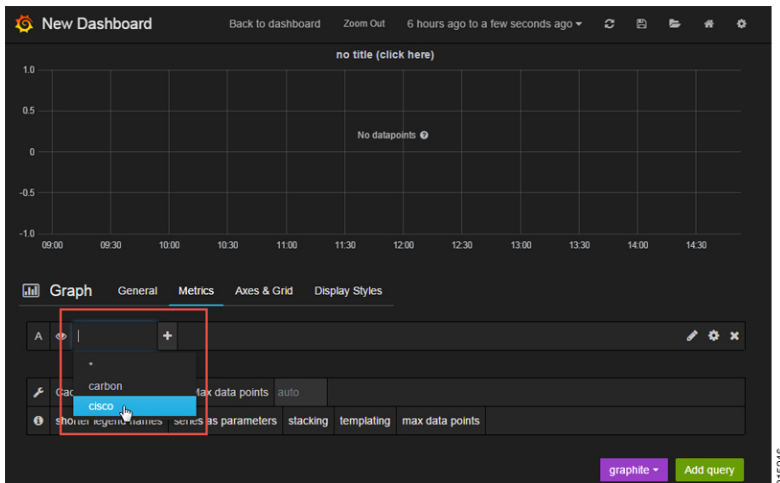 New Dashboard Back to dashboard Zoom Out 6 hours ago to a few seconds ago
no title (click here)
1.0
0.5
No datapoints
0
-0.5
-1.0
09:00 09:30 10:00 10:30 11:00 11:30 12:00 12:30 13:00 13:30 14:00 14:30
Graph General Metrics Axes & Grid Display Styles
A
*
carbon
Max data points auto
cisco
shorter legend names series as parameters stacking templating max data points
graphite Add query